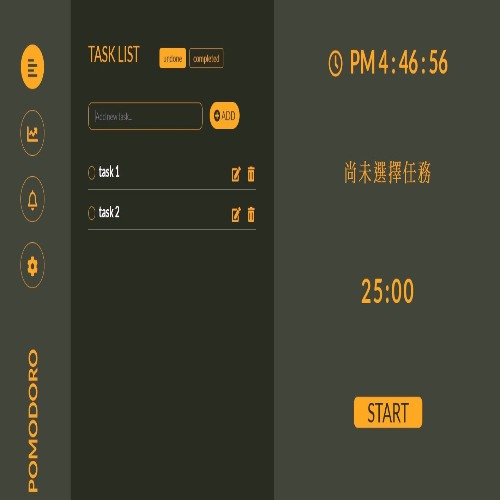 TASK LIST
undone
completed
Add new task...
ADD
task 1
task 2
POMODORO
PM 4:46:56
尚未選擇任務
25:00
START